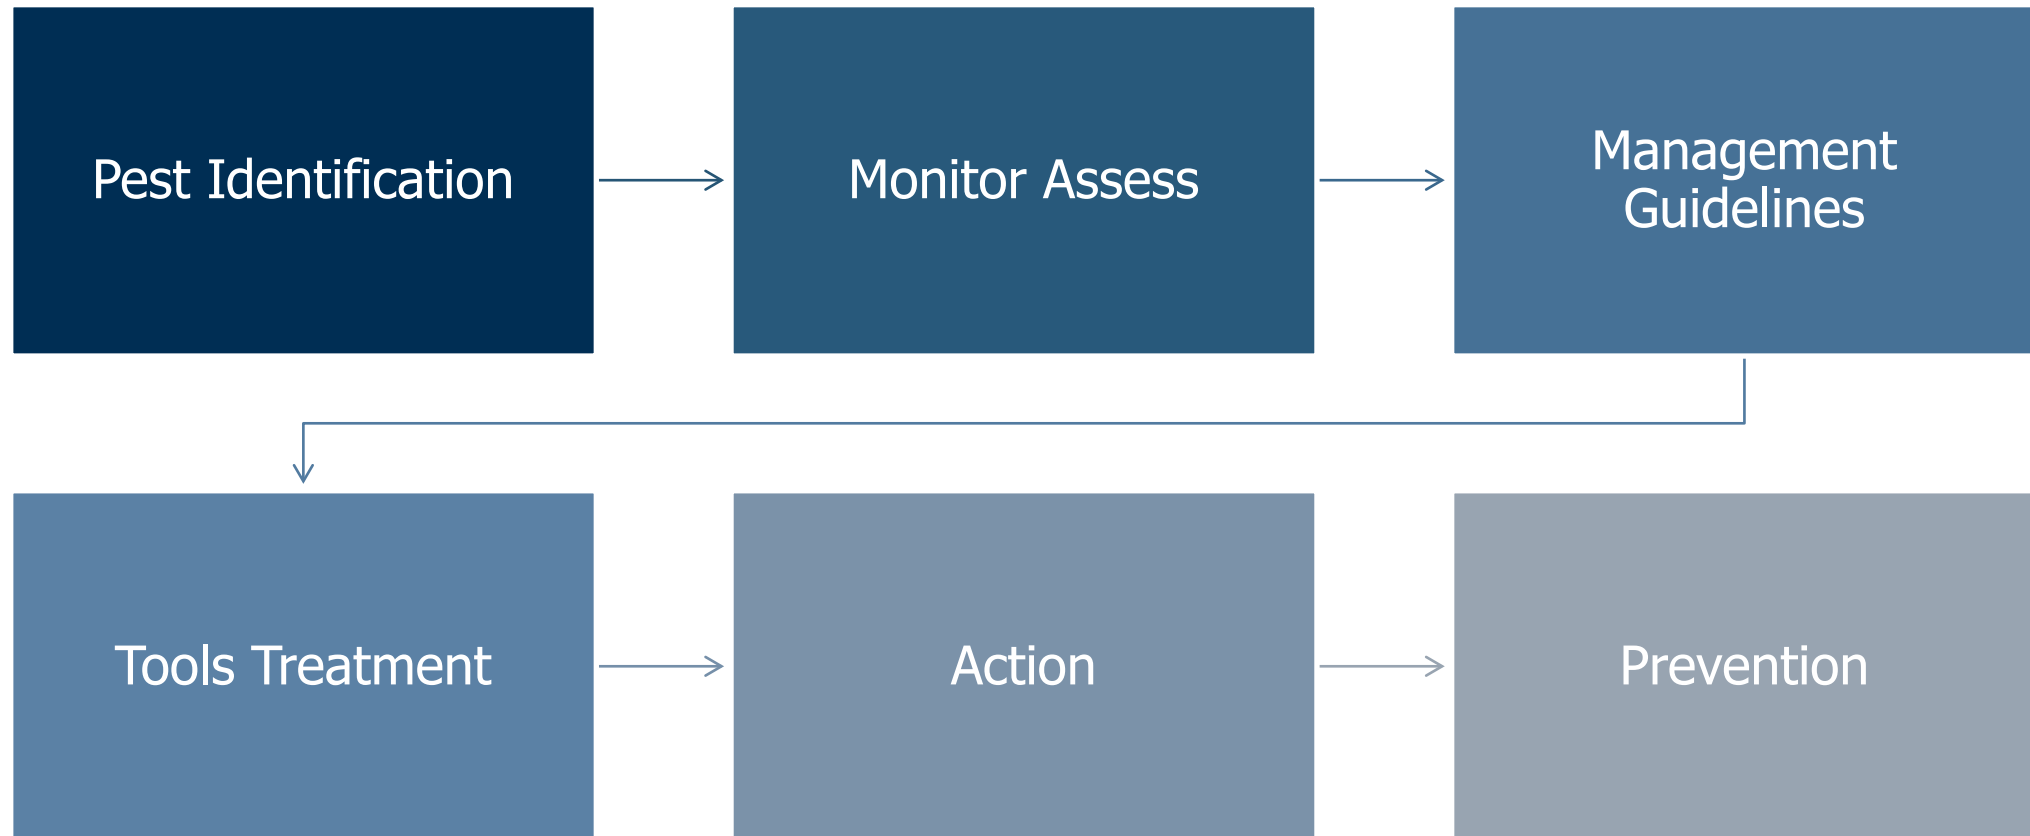 Pest Identification
Monitor Assess
Management
Guidelines
Tools Treatment
Action
Prevention